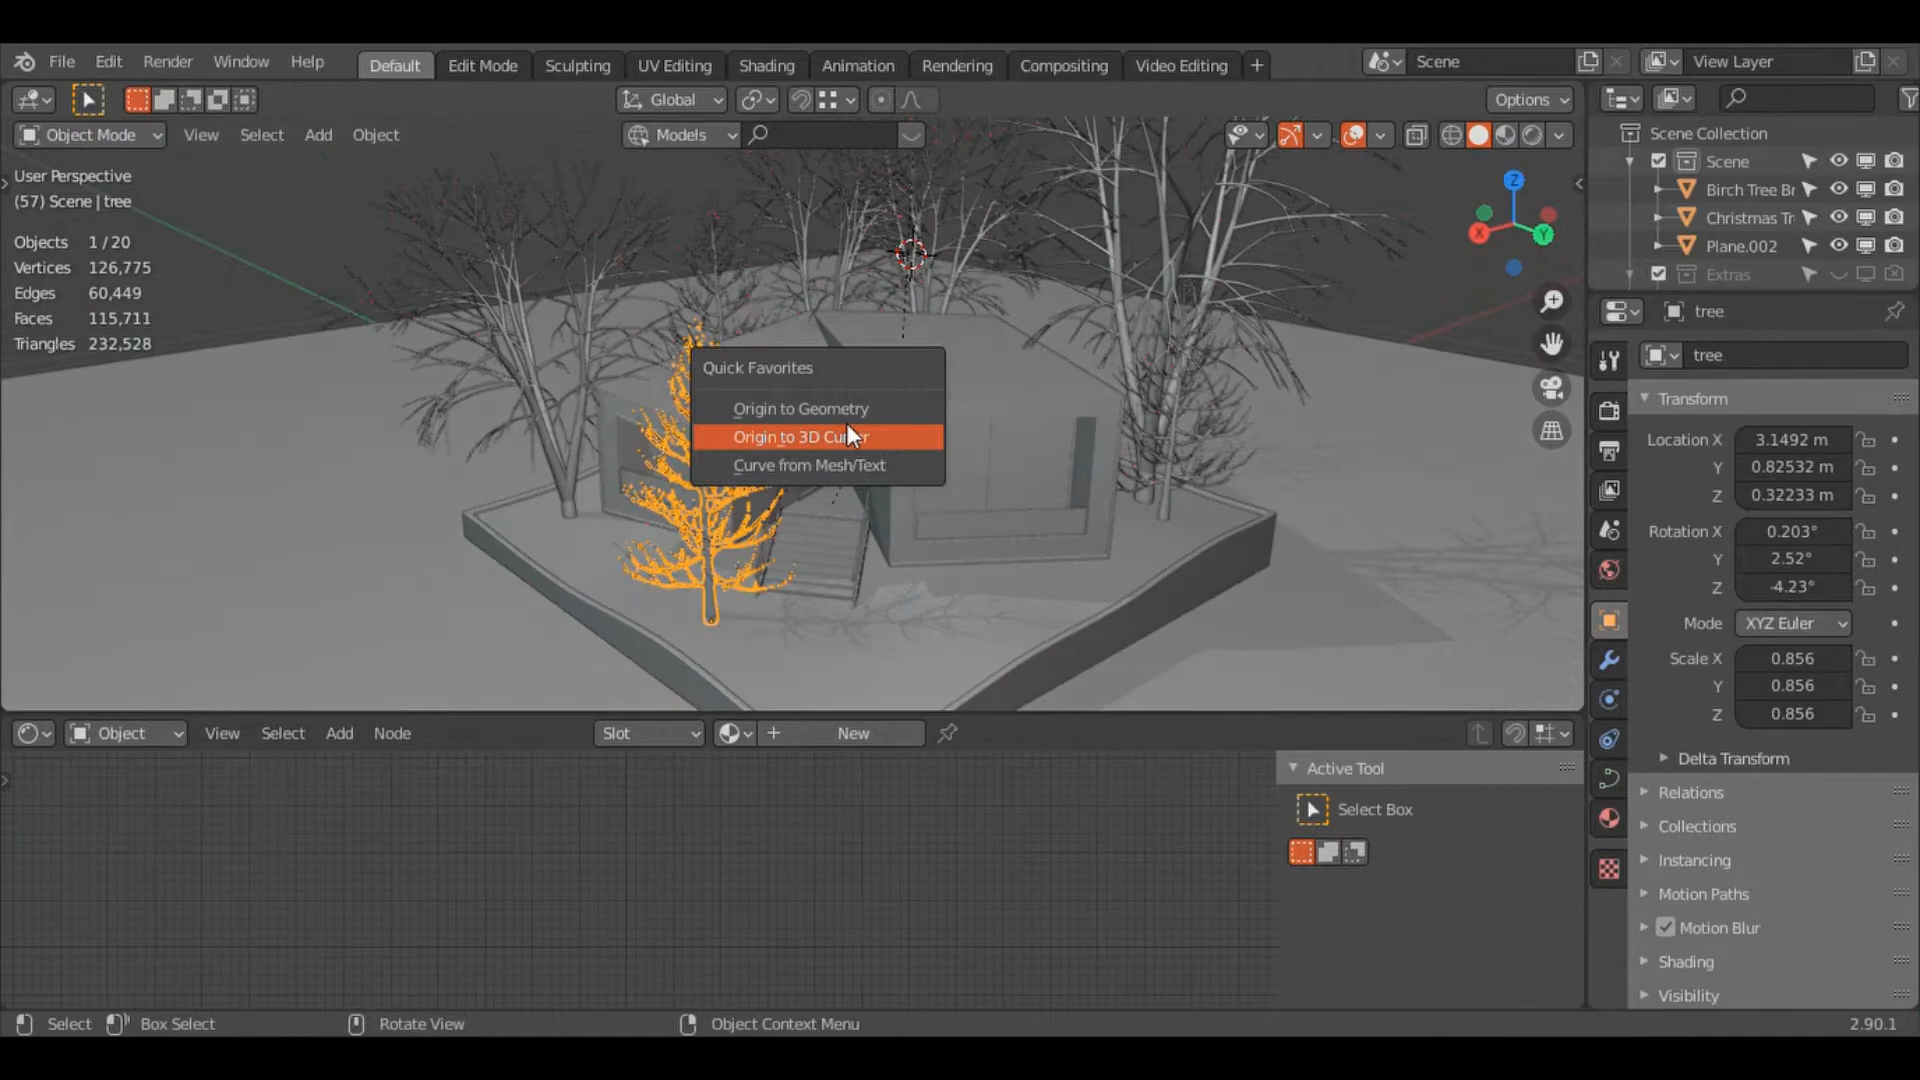 File Edit Render Window Help Default Edit Mode Sculpting UV Editing Shading Animation Rendering Compositing Video Editing + Scene View Layer
Global Options
Object Mode View Select Add Object Models
User Perspective
(57) Scene | tree
Objects 1 / 20
Vertices 126,775
Edges 60,449
Faces 115,711
Triangles 232,528
Z
X
Y
Quick Favorites
Origin to Geometry
Origin to 3D
Curve from Mesh/Text
Scene Collection
Scene
Birch Tree Br
Christmas Tr
Plane.002
Extras
tree
tree
Transform
Location X 3.1492 m
Y 0.82532 m
Z 0.32233 m
Rotation X 0.203°
Y 2.52°
Z -4.23°
Mode XYZ Euler
Scale X 0.856
Y 0.856
Z 0.856
Delta Transform
Relations
Collections
Instancing
Motion Paths
Motion Blur
Shading
Visibility
Object View Select Add Node Slot + New
Active Tool
Select Box
Select Box Select Rotate View Object Context Menu 2.90.1